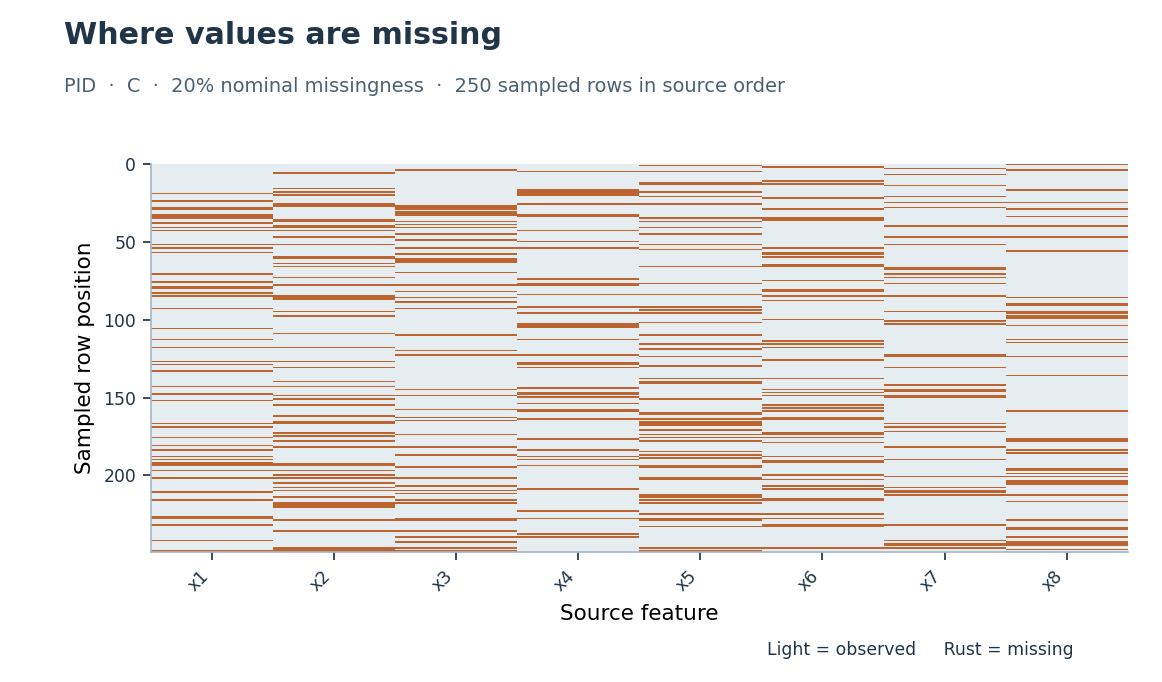 Where values are missing
PID · C · 20% nominal missingness · 250 sampled rows in source order
0
50
100
150
200
Sampled row position
x1
x2
x3
x4
x5
x6
x7
x8
Source feature
Light = observed Rust = missing